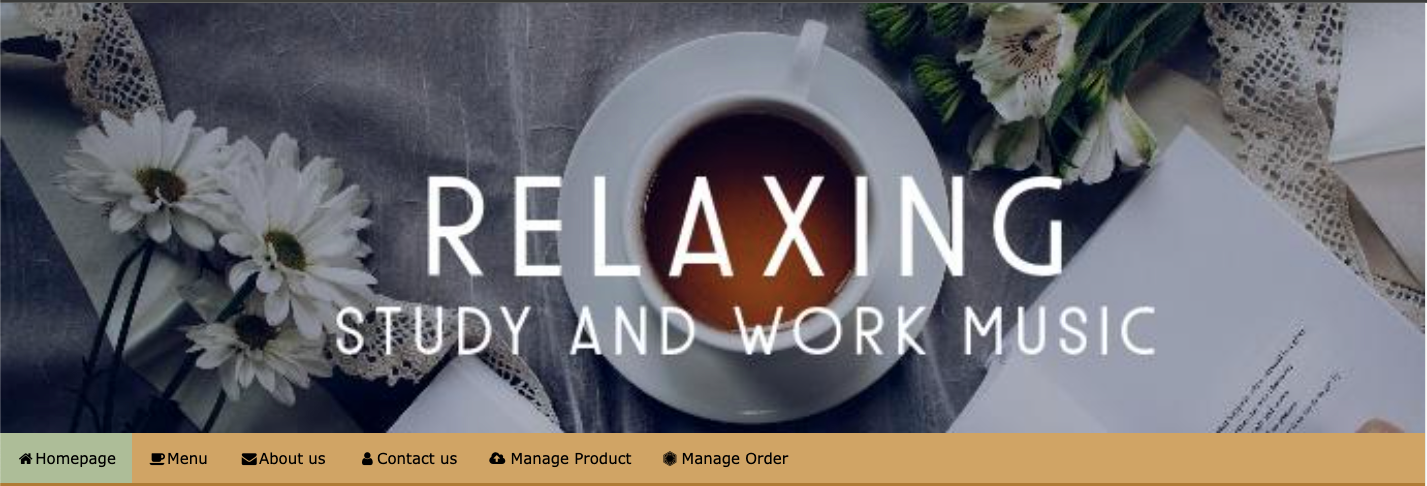 RELAXING
STUDY AND WORK MUSIC
Homepage Menu About us Contact us Manage Product Manage Order